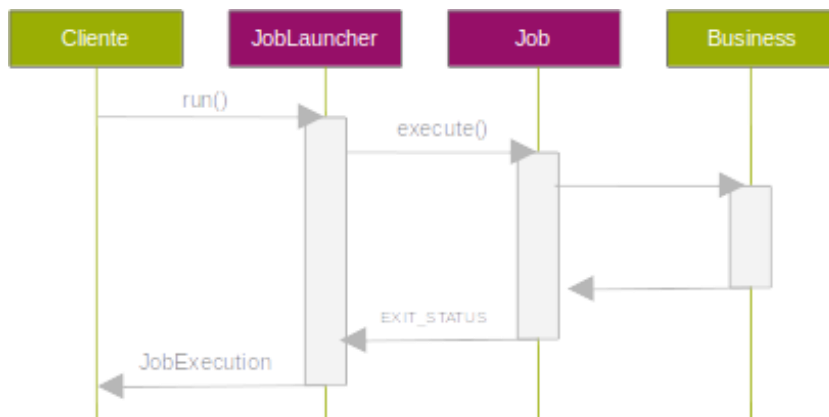 Cliente
JobLauncher
Job
Business
run()
execute()
EXIT_STATUS
JobExecution